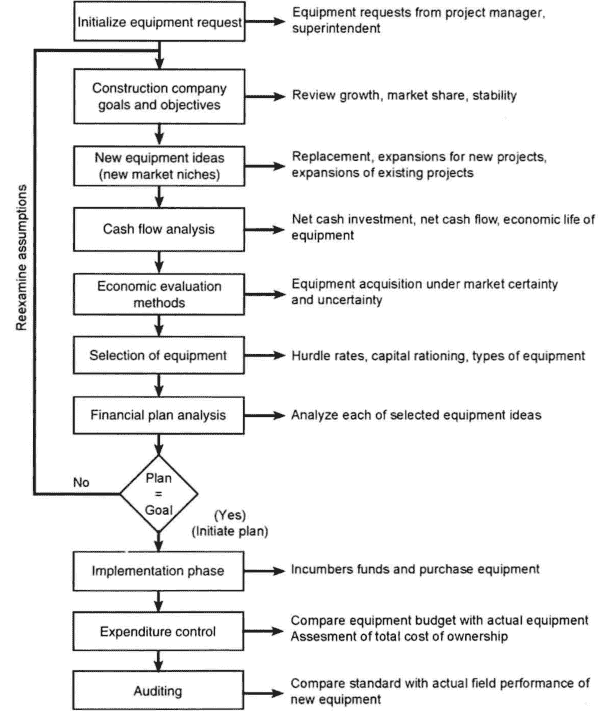 Initialize equipment request
Equipment requests from project manager,
superintendent
Construction company
goals and objectives
Review growth, market share, stability
New equipment ideas
(new market niches)
Replacement, expansions for new projects,
expansions of existing projects
Cash flow analysis
Net cash investment, net cash flow, economic life of
equipment
Economic evaluation
methods
Equipment acquisition under market certainty
and uncertainty
Selection of equipment
Hurdle rates, capital rationing, types of equipment
Financial plan analysis
Analyze each of selected equipment ideas
Reexamine assumptions
No
Plan
=
Goal
(Yes)
(Initiate plan)
Implementation phase
Incumbers funds and purchase equipment
Expenditure control
Compare equipment budget with actual equipment
Assesment of total cost of ownership
Auditing
Compare standard with actual field performance of
new equipment